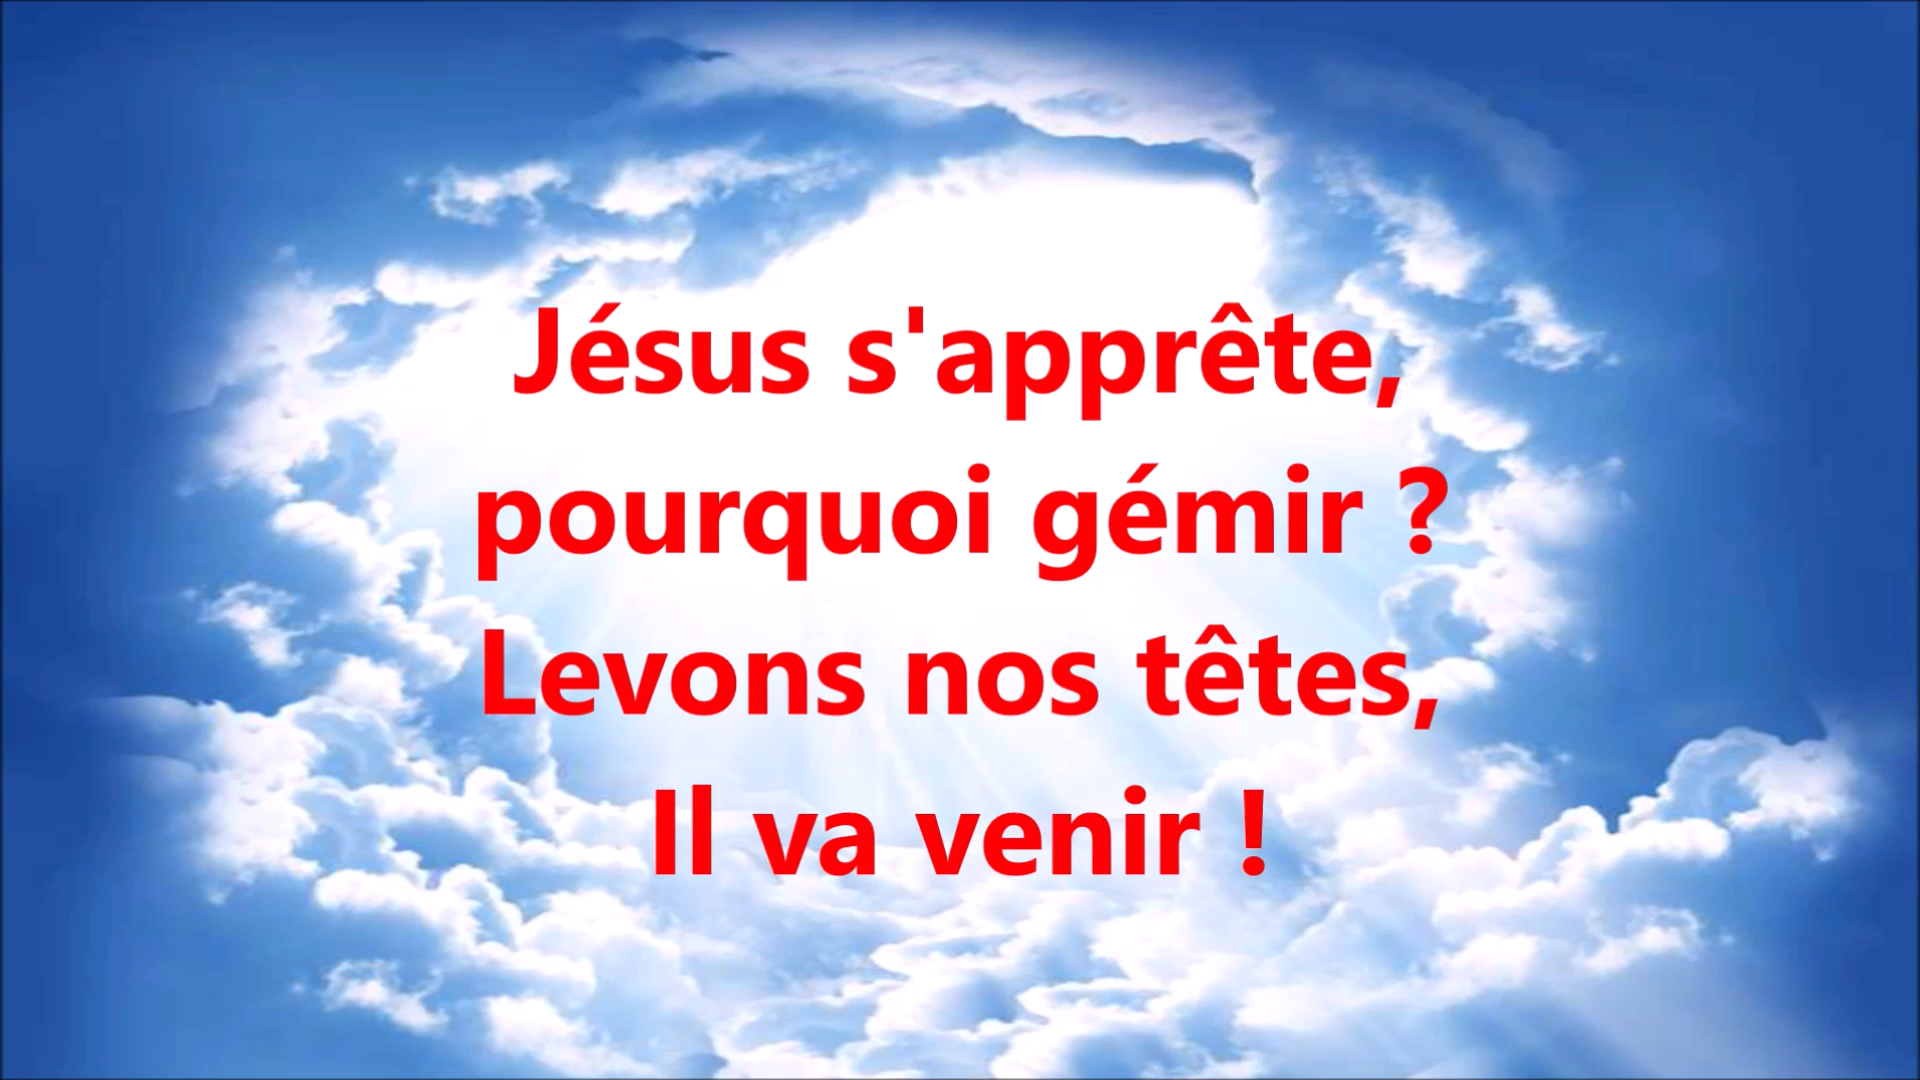 Jésus s'apprête,
pourquoi gémir ?
Levons nos têtes,
Il va venir !